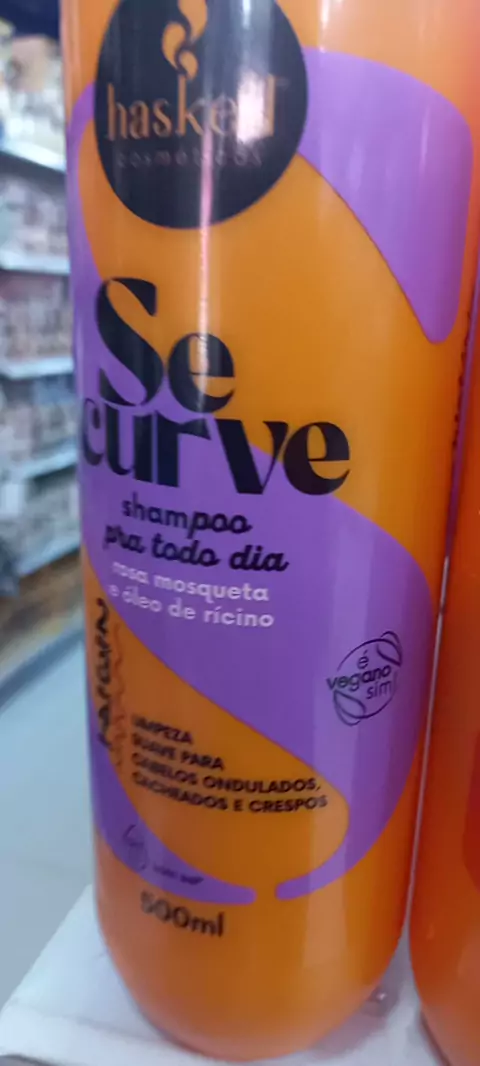 haskell
cosméticos
Se
curve
shampoo
pra todo dia
rosa mosqueta
e óleo de rícino
é
vegano
sim!
LIMPEZA
SUAVE PARA
CABELOS ONDULADOS,
CACHEADOS E CRESPOS
500ml